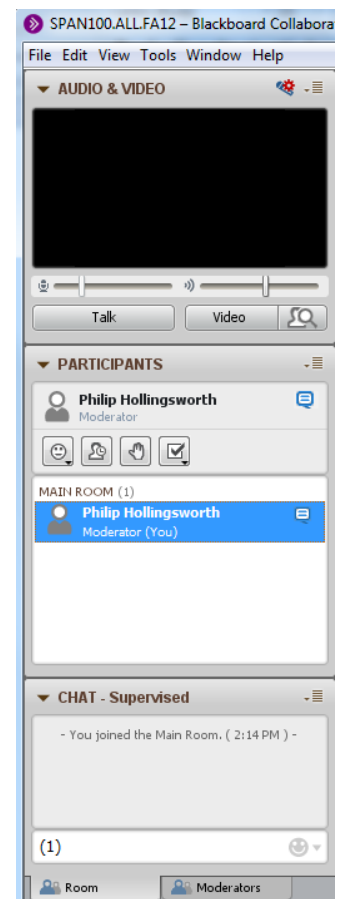 SPAN100.ALL.FA12 – Blackboard Collabora
File Edit View Tools Window Help
AUDIO & VIDEO
Talk Video
PARTICIPANTS
Philip Hollingsworth
Moderator
MAIN ROOM (1)
Philip Hollingsworth
Moderator (You)
CHAT - Supervised
- You joined the Main Room. ( 2:14 PM ) -
(1)
Room Moderators